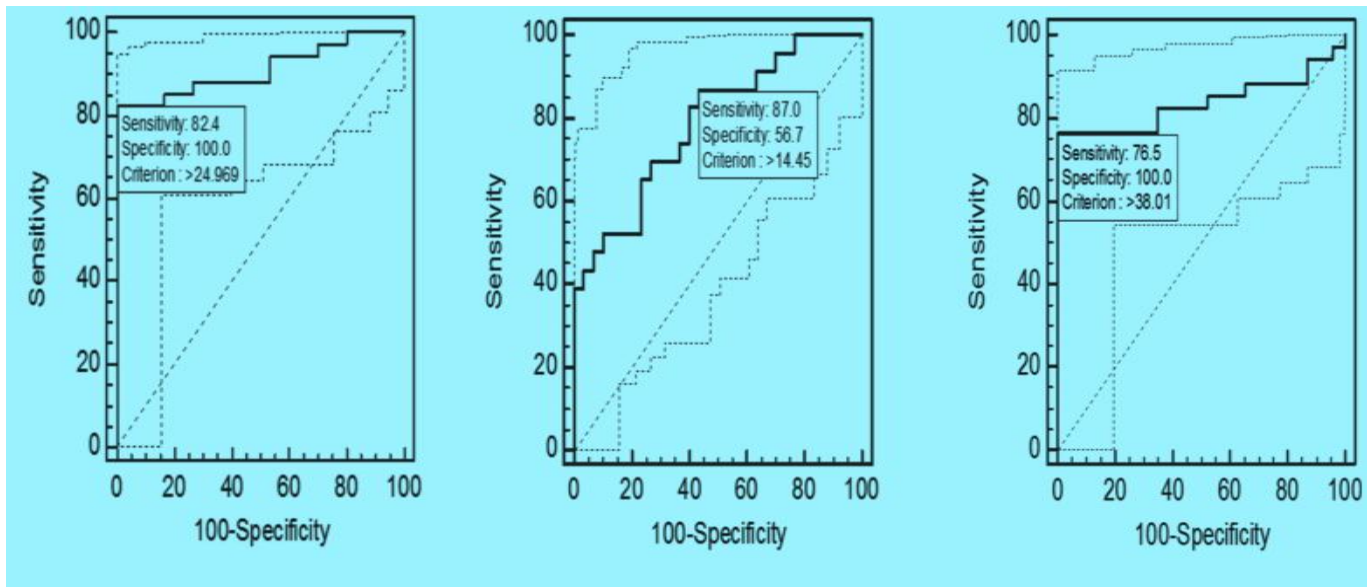 100
80
60
40
20
0
Sensitivity
Sensitivity: 82.4
Specificity: 100.0
Criterion : >24.969
0 20 40 60 80 100
100-Specificity
100
80
60
40
20
0
Sensitivity
Sensitivity: 87.0
Specificity: 56.7
Criterion : >14.45
0 20 40 60 80 100
100-Specificity
100
80
60
40
20
0
Sensitivity
Sensitivity: 76.5
Specificity: 100.0
Criterion : >38.01
0 20 40 60 80 100
100-Specificity